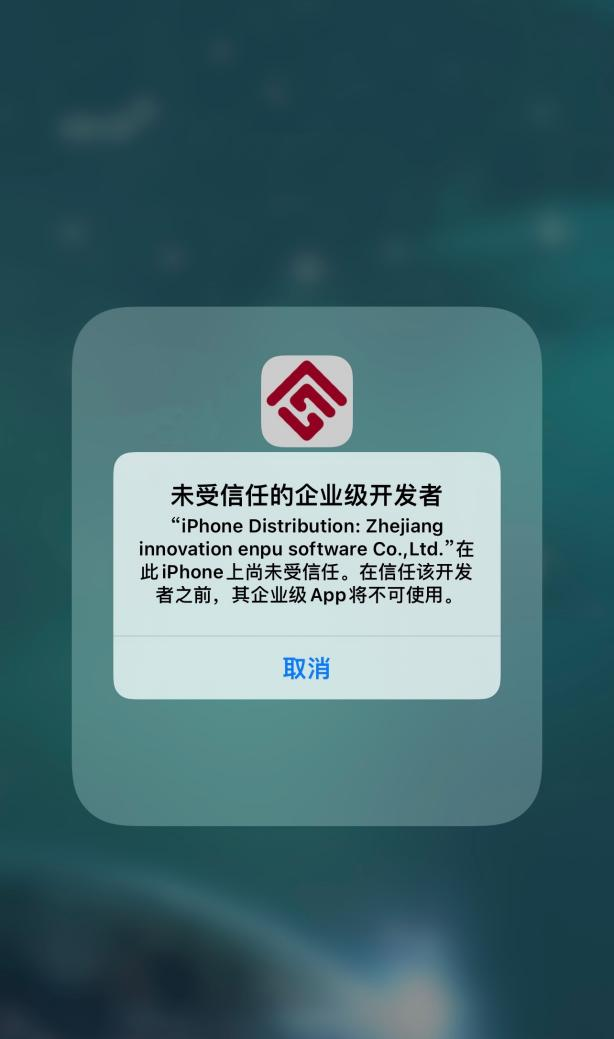 未受信任的企业级开发者
“iPhone Distribution: Zhejiang
innovation enpu software Co.,Ltd.”在
此iPhone上尚未受信任。在信任该开发
者之前，其企业级App将不可使用。
取消